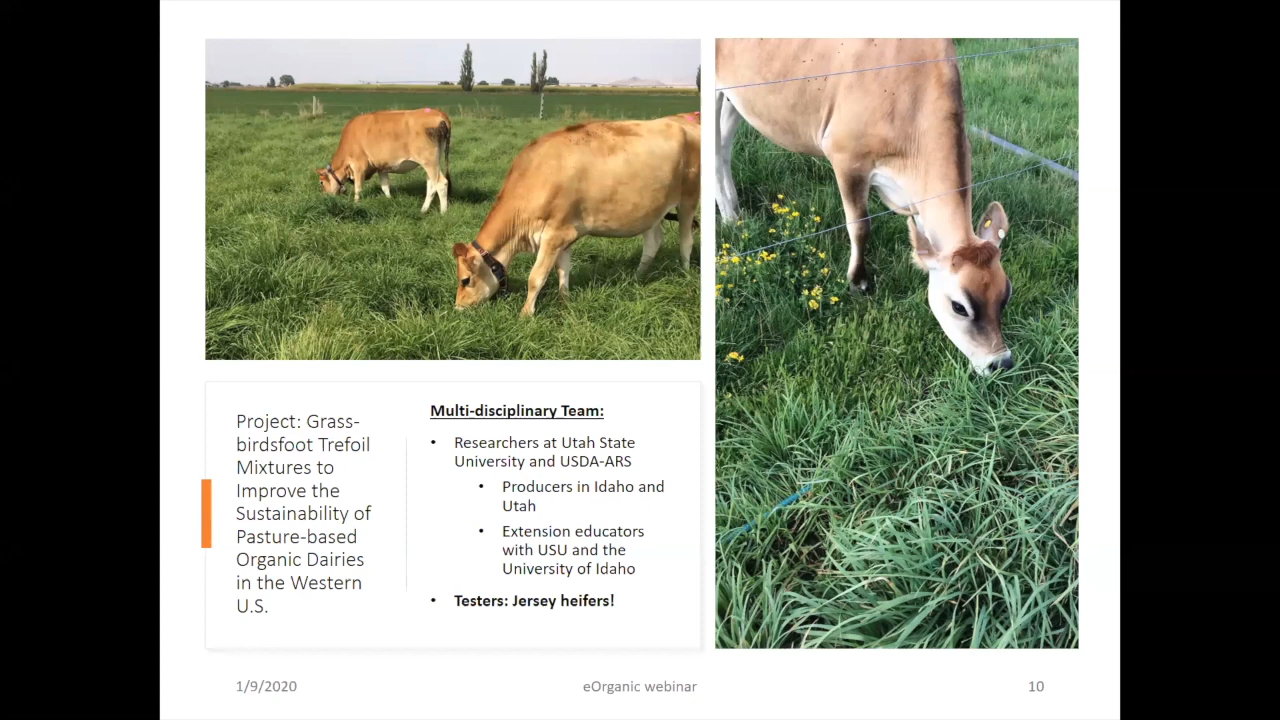 Project: Grass-
birdsfoot Trefoil
Mixtures to
Improve the
Sustainability of
Pasture-based
Organic Dairies
in the Western
U.S.
Multi-disciplinary Team:
• Researchers at Utah State
University and USDA-ARS
• Producers in Idaho and
Utah
• Extension educators
with USU and the
University of Idaho
• Testers: Jersey heifers!
1/9/2020
eOrganic webinar
10